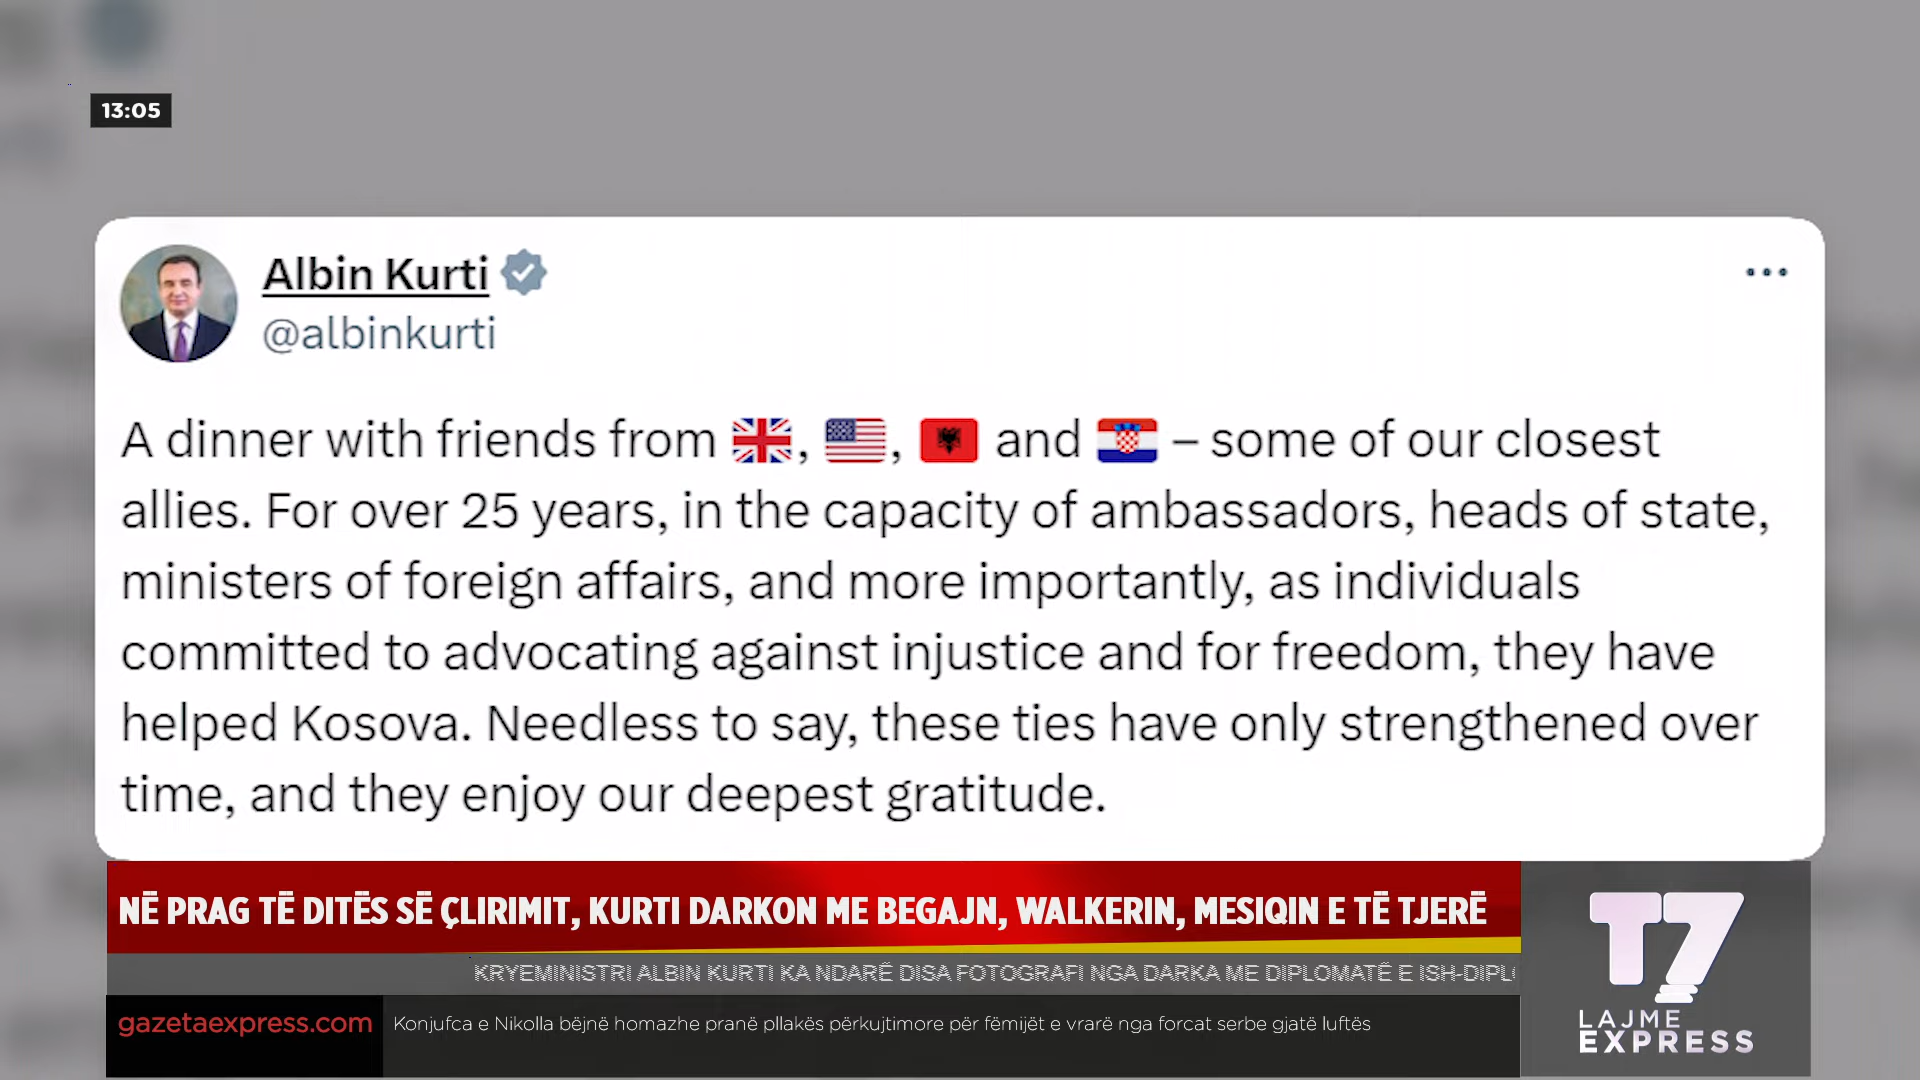 13:05
Albin Kurti
@albinkurti
A dinner with friends from 🇬🇧, 🇺🇸, 🇦🇱 and 🇭🇷 – some of our closest
allies. For over 25 years, in the capacity of ambassadors, heads of state,
ministers of foreign affairs, and more importantly, as individuals
committed to advocating against injustice and for freedom, they have
helped Kosova. Needless to say, these ties have only strengthened over
time, and they enjoy our deepest gratitude.
NË PRAG TË DITËS SË ÇLIRIMIT, KURTI DARKON ME BEGAJN, WALKERIN, MESIQIN E TË TJERË
KRYEMINISTRI ALBIN KURTI KA NDARË DISA FOTOGRAFI NGA DARKA ME DIPLOMATË E ISH-DIPL
gazetaexpress.com
Konjufca e Nikolla bëjnë homazhe pranë pllakës përkujtimore për fëmijët e vrarë nga forcat serbe gjatë luftës
T7
LAJME
EXPRESS